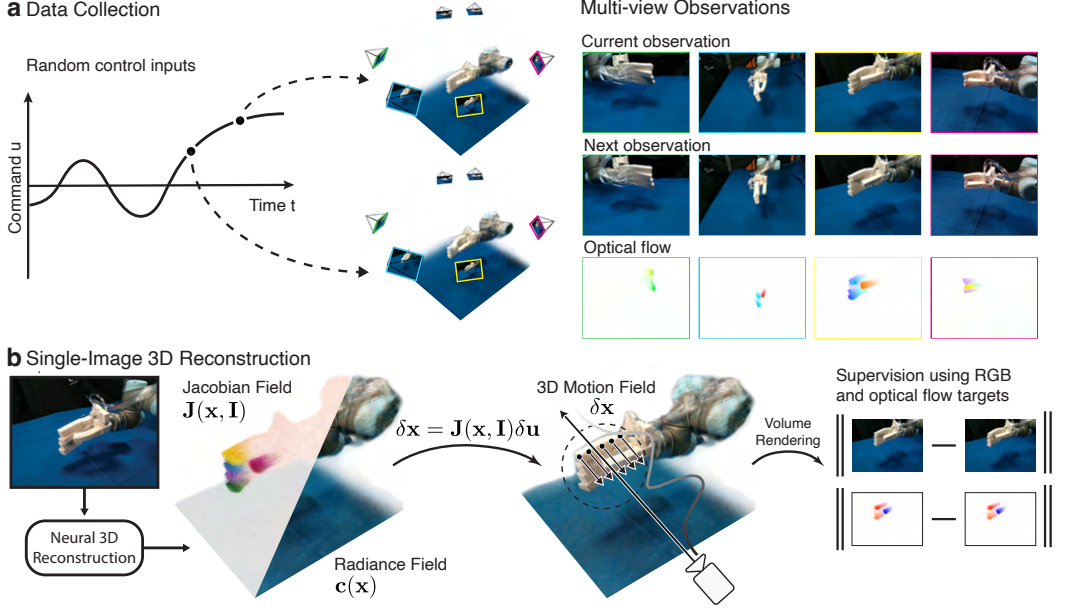 a Data Collection
Random control inputs
Command u
Time t
Multi-view Observations
Current observation
Next observation
Optical flow
b Single-Image 3D Reconstruction
Jacobian Field
J(x, I)
Neural 3D
Reconstruction
Radiance Field
c(x)
δx = J(x, I)δu
3D Motion Field
δx
Volume
Rendering
Supervision using RGB
and optical flow targets